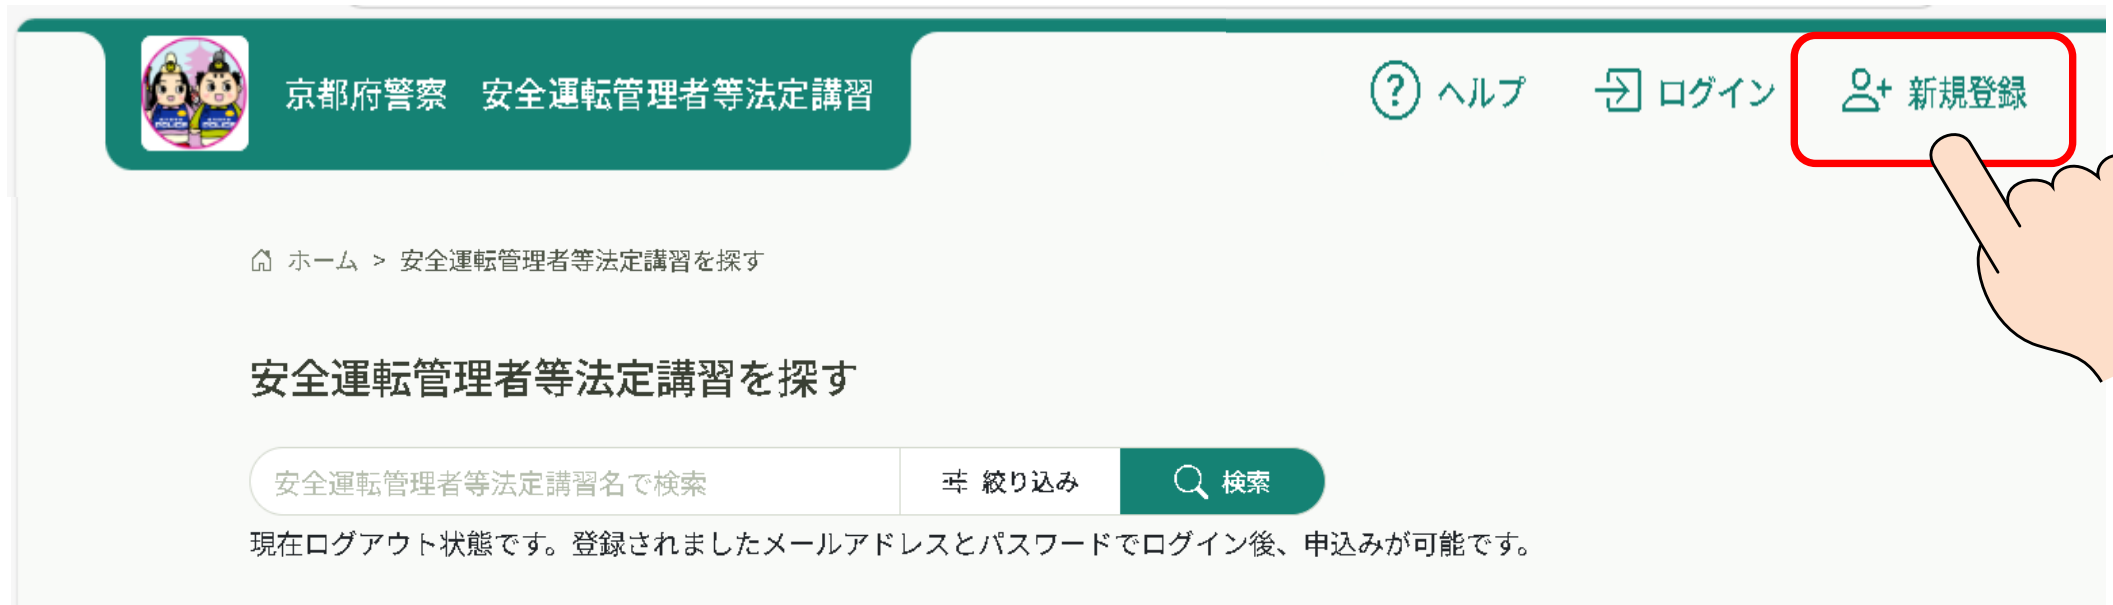 京都府警察　安全運転管理者等法定講習
? ヘルプ ログイン 新規登録
ホーム > 安全運転管理者等法定講習を探す
安全運転管理者等法定講習を探す
安全運転管理者等法定講習名で検索 絞り込み 検索
現在ログアウト状態です。登録されましたメールアドレスとパスワードでログイン後、申込みが可能です。